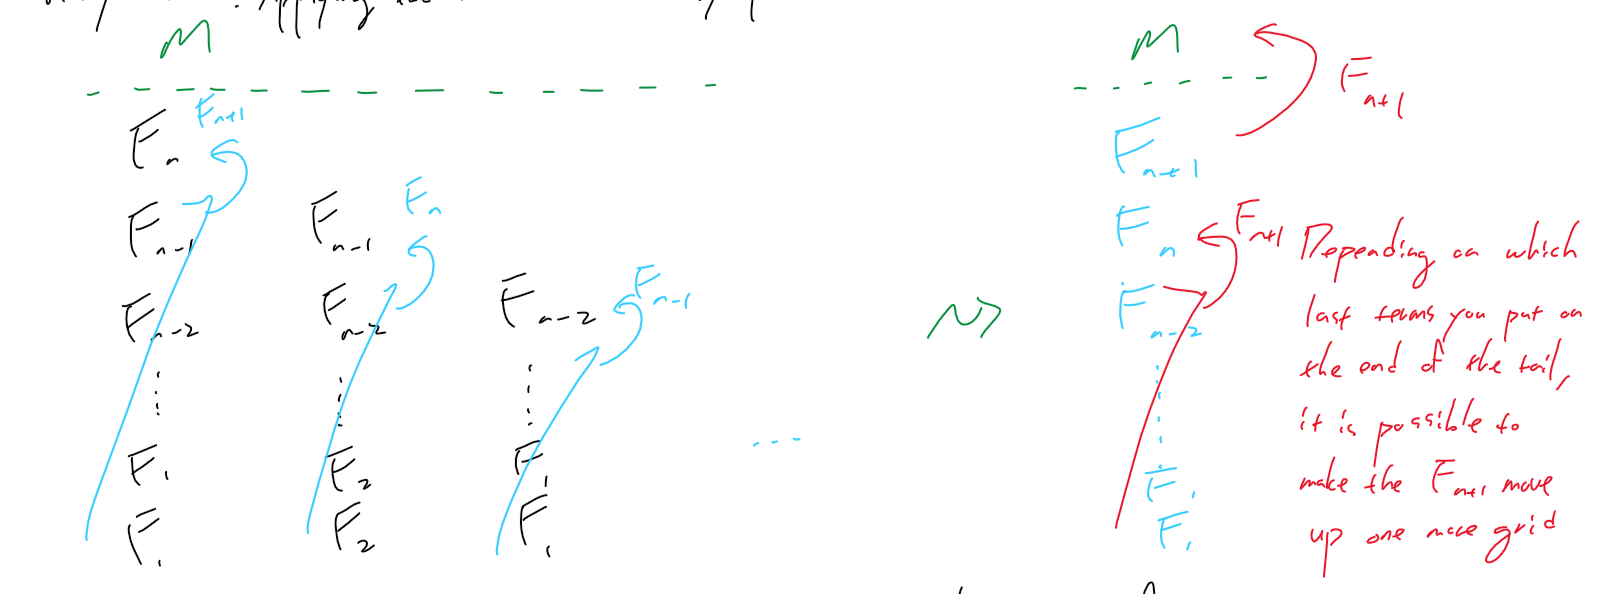 Applying
M
M
F_n+1
F_n+1
F_n
F_n+1
F_n-1
F_n-1
F_n
F_n
F_n+1
F_n-2
F_n-2
F_n-2
F_n-1
F_n-2
F_1
F_2
F_1
F_1
F_1
F_2
F_1
F_1
Depending on which
last terms you put on
the end of the tail,
it is possible to
make the F_n+1 move
up one more grid